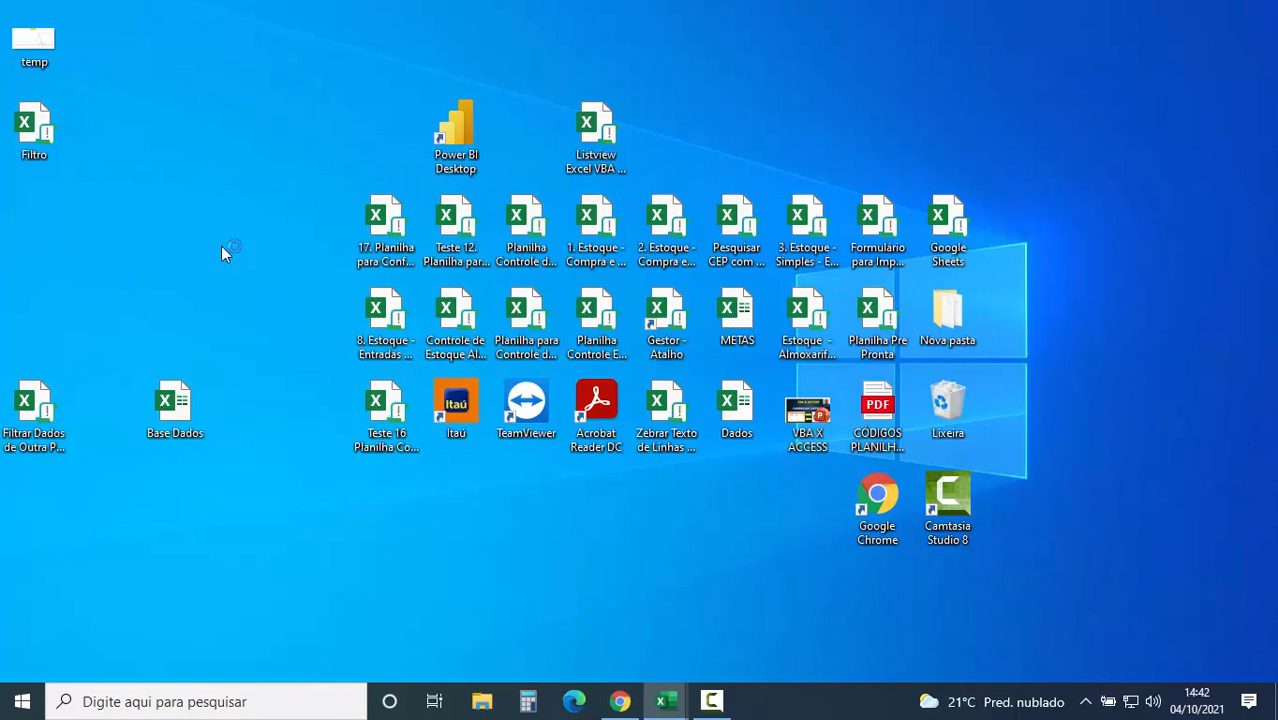 temp
Filtro
Power BI
Desktop
Listview
Excel VBA ...
17. Planilha
para Conf...
Teste 12.
Planilha par...
Planilha
Controle d...
1. Estoque -
Compra e ...
2. Estoque -
Compra e...
Pesquisar
CEP com ...
3. Estoque -
Simples - E...
Formulário
para Imp...
Google
Sheets
8. Estoque -
Entradas ...
Controle de
Estoque Al...
Planilha para
Controle d...
Planilha
Controle E...
Gestor -
Atalho
METAS
Estoque -
Almoxarif...
Planilha Pre
Pronta
Nova pasta
Filtrar Dados
de Outra P...
Base Dados
Teste 16
Planilha Co...
Itaú
Itaú
TeamViewer
Acrobat
Reader DC
Zebrar Texto
de Linhas ...
Dados
VBA X
ACCESS
PDF
CÓDIGOS
PLANILH...
Lixeira
Google
Chrome
Camtasia
Studio 8
Digite aqui para pesquisar
21°C Pred. nublado
14:42
04/10/2021